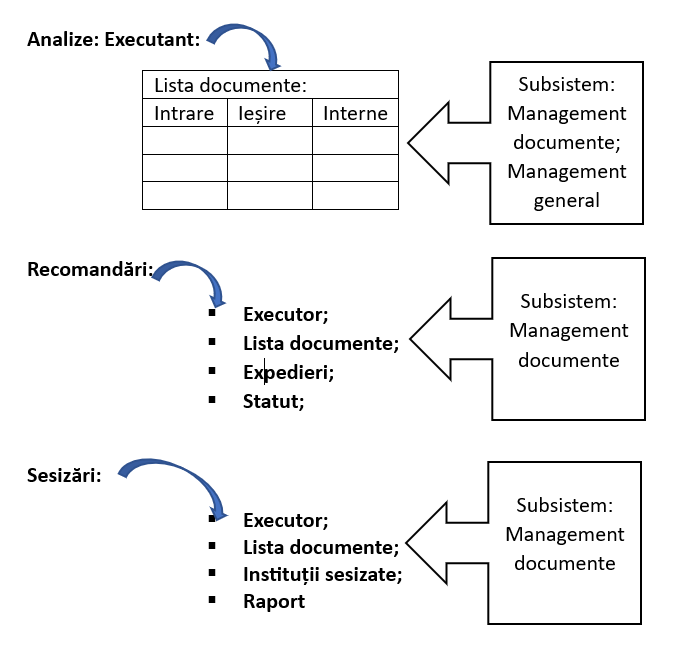 Analize: Executant:
Lista documente:
Intrare Ieșire Interne
Subsistem:
Management
documente;
Management
general
Recomandări:
Executor;
Lista documente;
Expedieri;
Statut;
Subsistem:
Management
documente
Sesizări:
Executor;
Lista documente;
Instituții sesizate;
Raport
Subsistem:
Management
documente